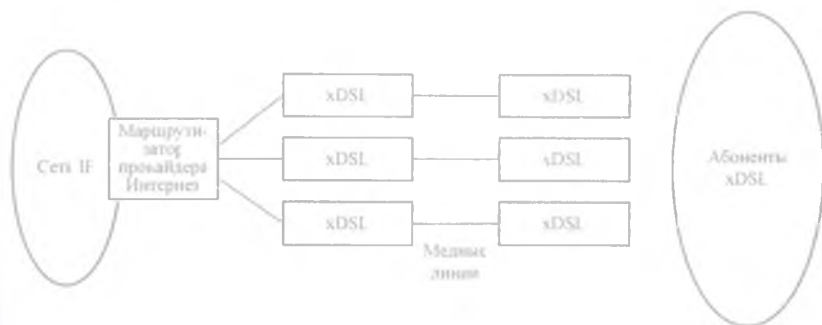 xDSL
xDSL
Маршрути-
затор
провайдера
Интернет
Сеть IP
xDSL
xDSL
Абоненты
xDSL
xDSL
xDSL
Медные
линии